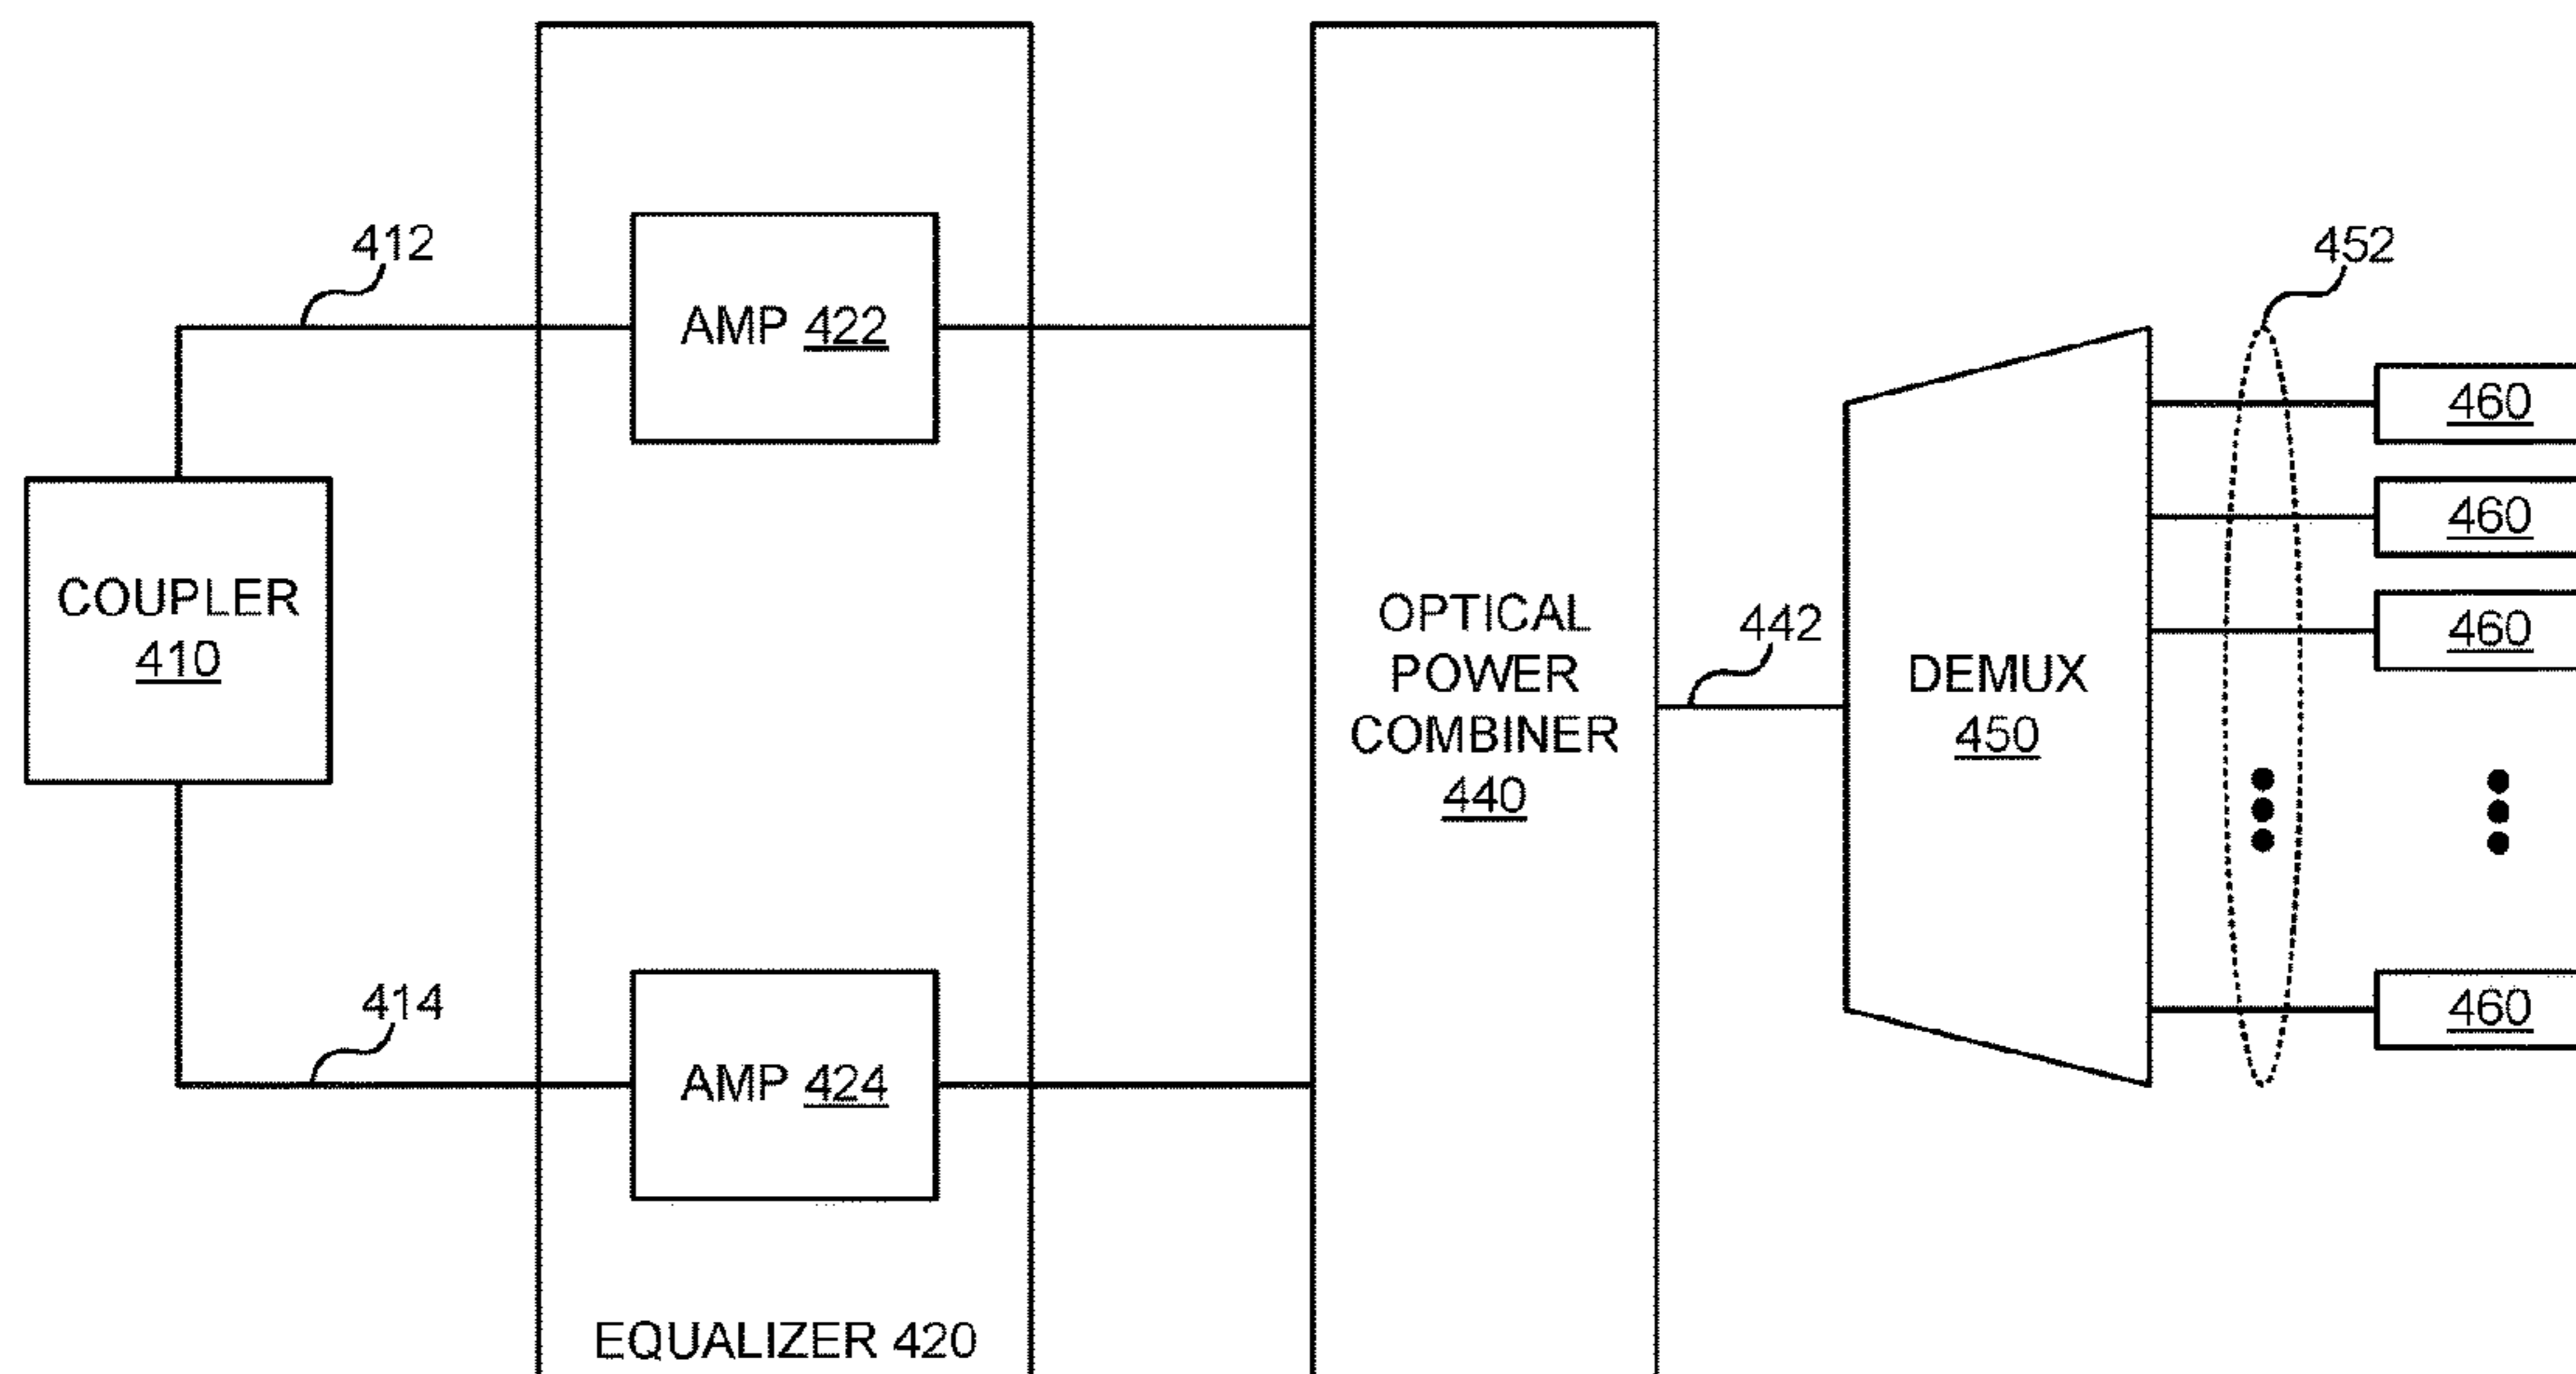 412
452
AMP 422
460
460
COUPLER
410
OPTICAL
POWER
COMBINER
440
442
460
DEMUX
450
414
460
AMP 424
EQUALIZER 420